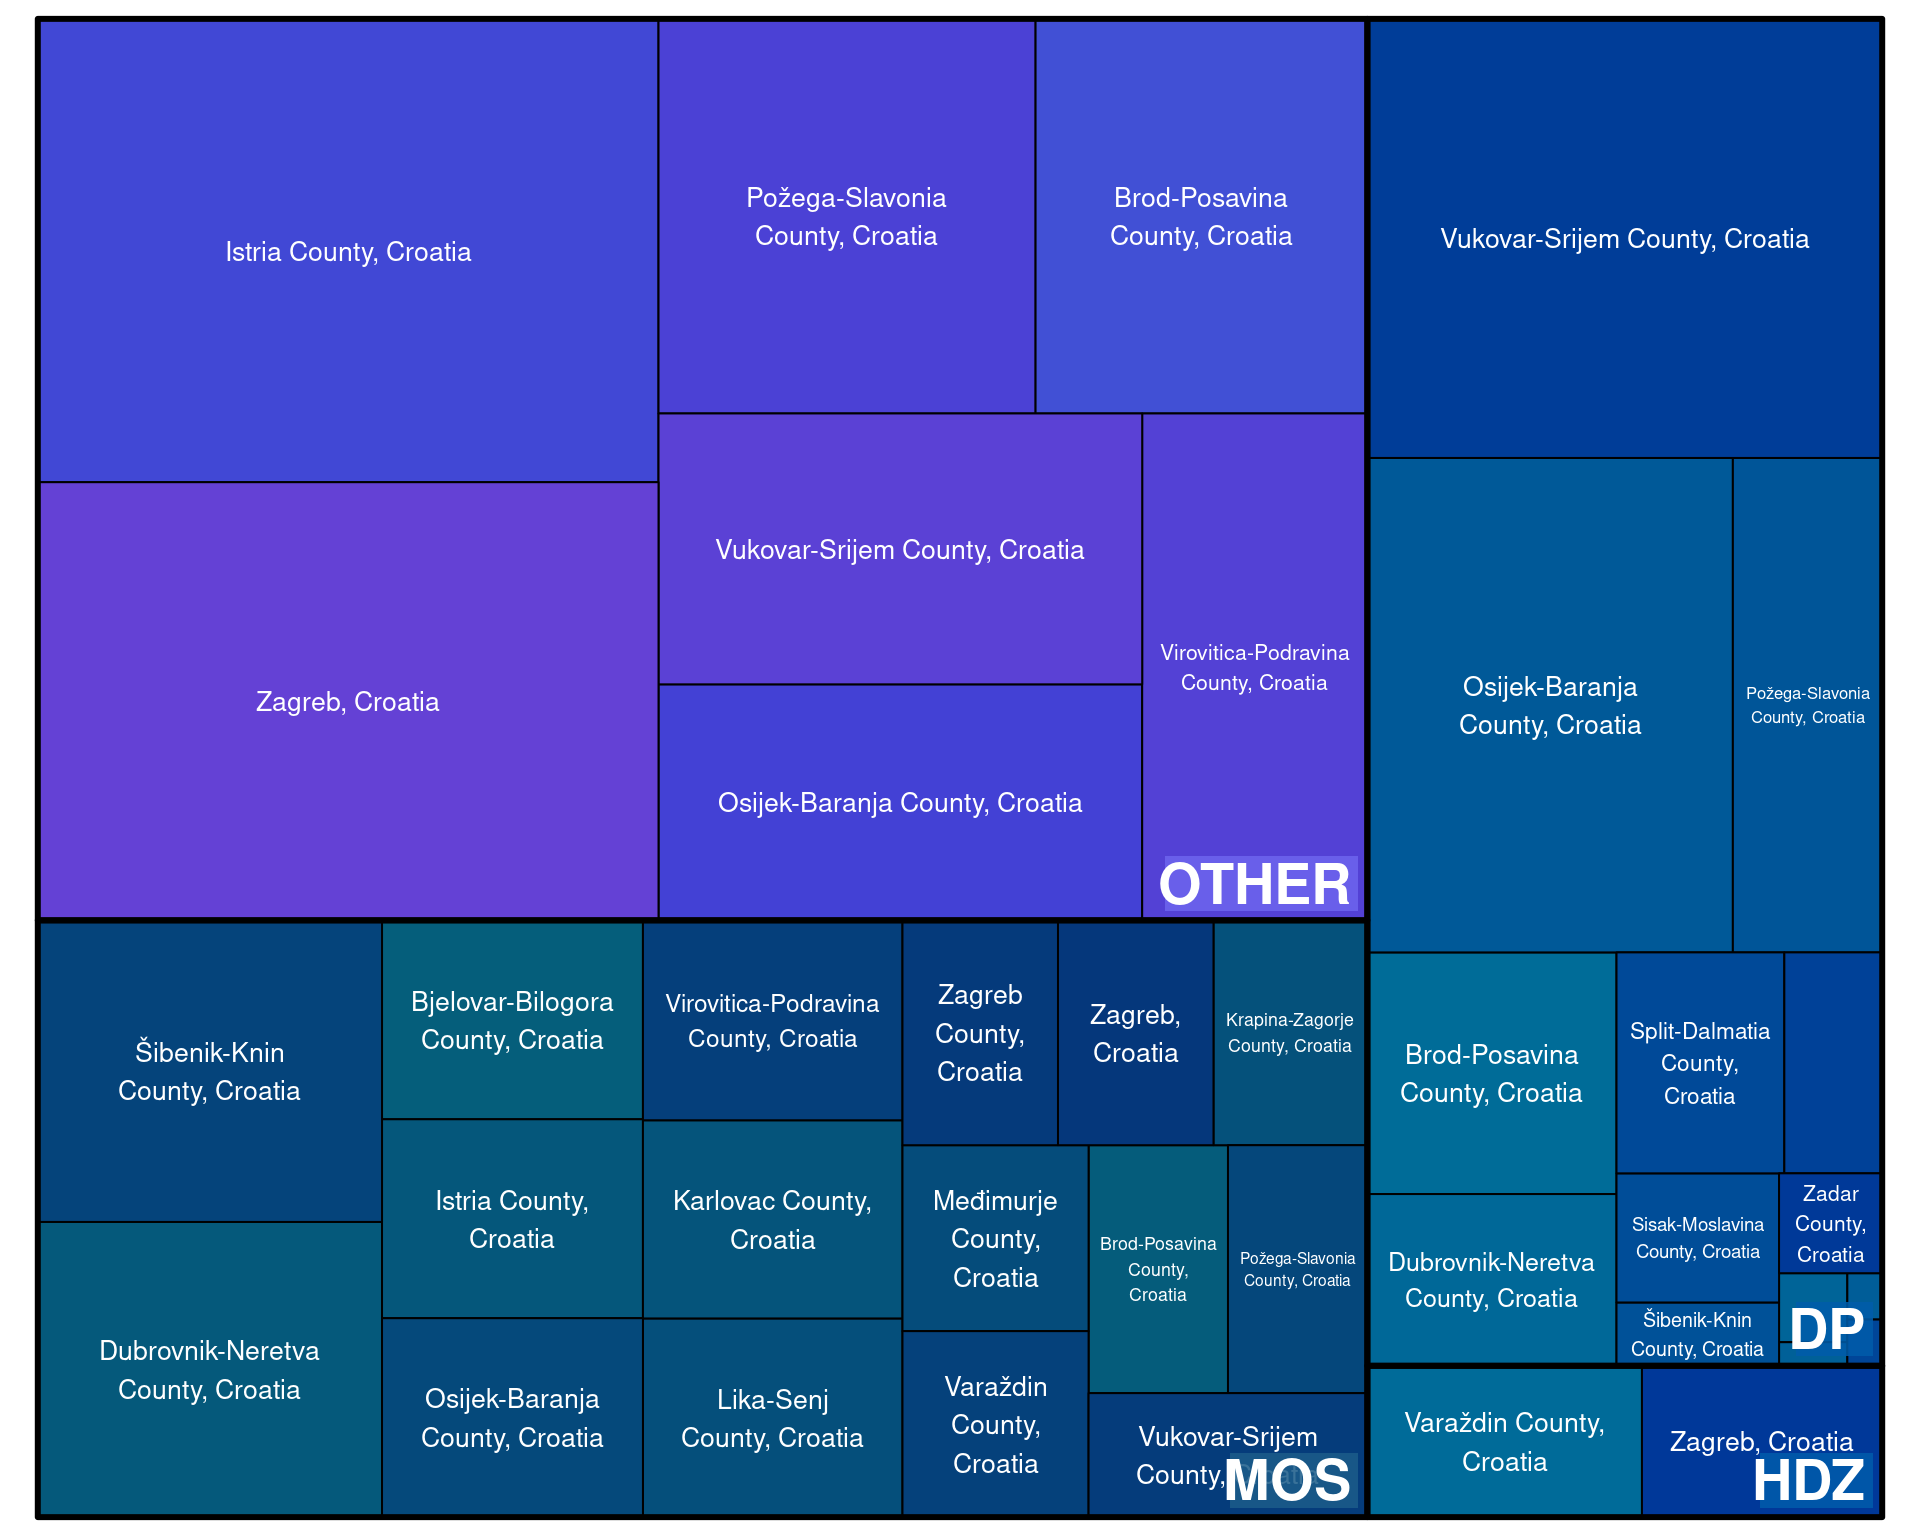 Istria County, Croatia
Požega-Slavonia
County, Croatia
Brod-Posavina
County, Croatia
Vukovar-Srijem County, Croatia
Zagreb, Croatia
Vukovar-Srijem County, Croatia
Virovitica-Podravina
County, Croatia
Osijek-Baranja County, Croatia
OTHER
Osijek-Baranja
County, Croatia
Požega-Slavonia
County, Croatia
Šibenik-Knin
County, Croatia
Bjelovar-Bilogora
County, Croatia
Virovitica-Podravina
County, Croatia
Zagreb
County,
Croatia
Zagreb,
Croatia
Krapina-Zagorje
County, Croatia
Dubrovnik-Neretva
County, Croatia
Istria County,
Croatia
Karlovac County,
Croatia
Međimurje
County,
Croatia
Brod-Posavina
County,
Croatia
Požega-Slavonia
County, Croatia
Osijek-Baranja
County, Croatia
Lika-Senj
County, Croatia
Varaždin
County,
Croatia
Vukovar-Srijem
County,
MOS
Brod-Posavina
County, Croatia
Split-Dalmatia
County,
Croatia
Dubrovnik-Neretva
County, Croatia
Sisak-Moslavina
County, Croatia
Zadar
County,
Croatia
Šibenik-Knin
County, Croatia
DP
Varaždin County,
Croatia
Zagreb, Croatia
HDZ